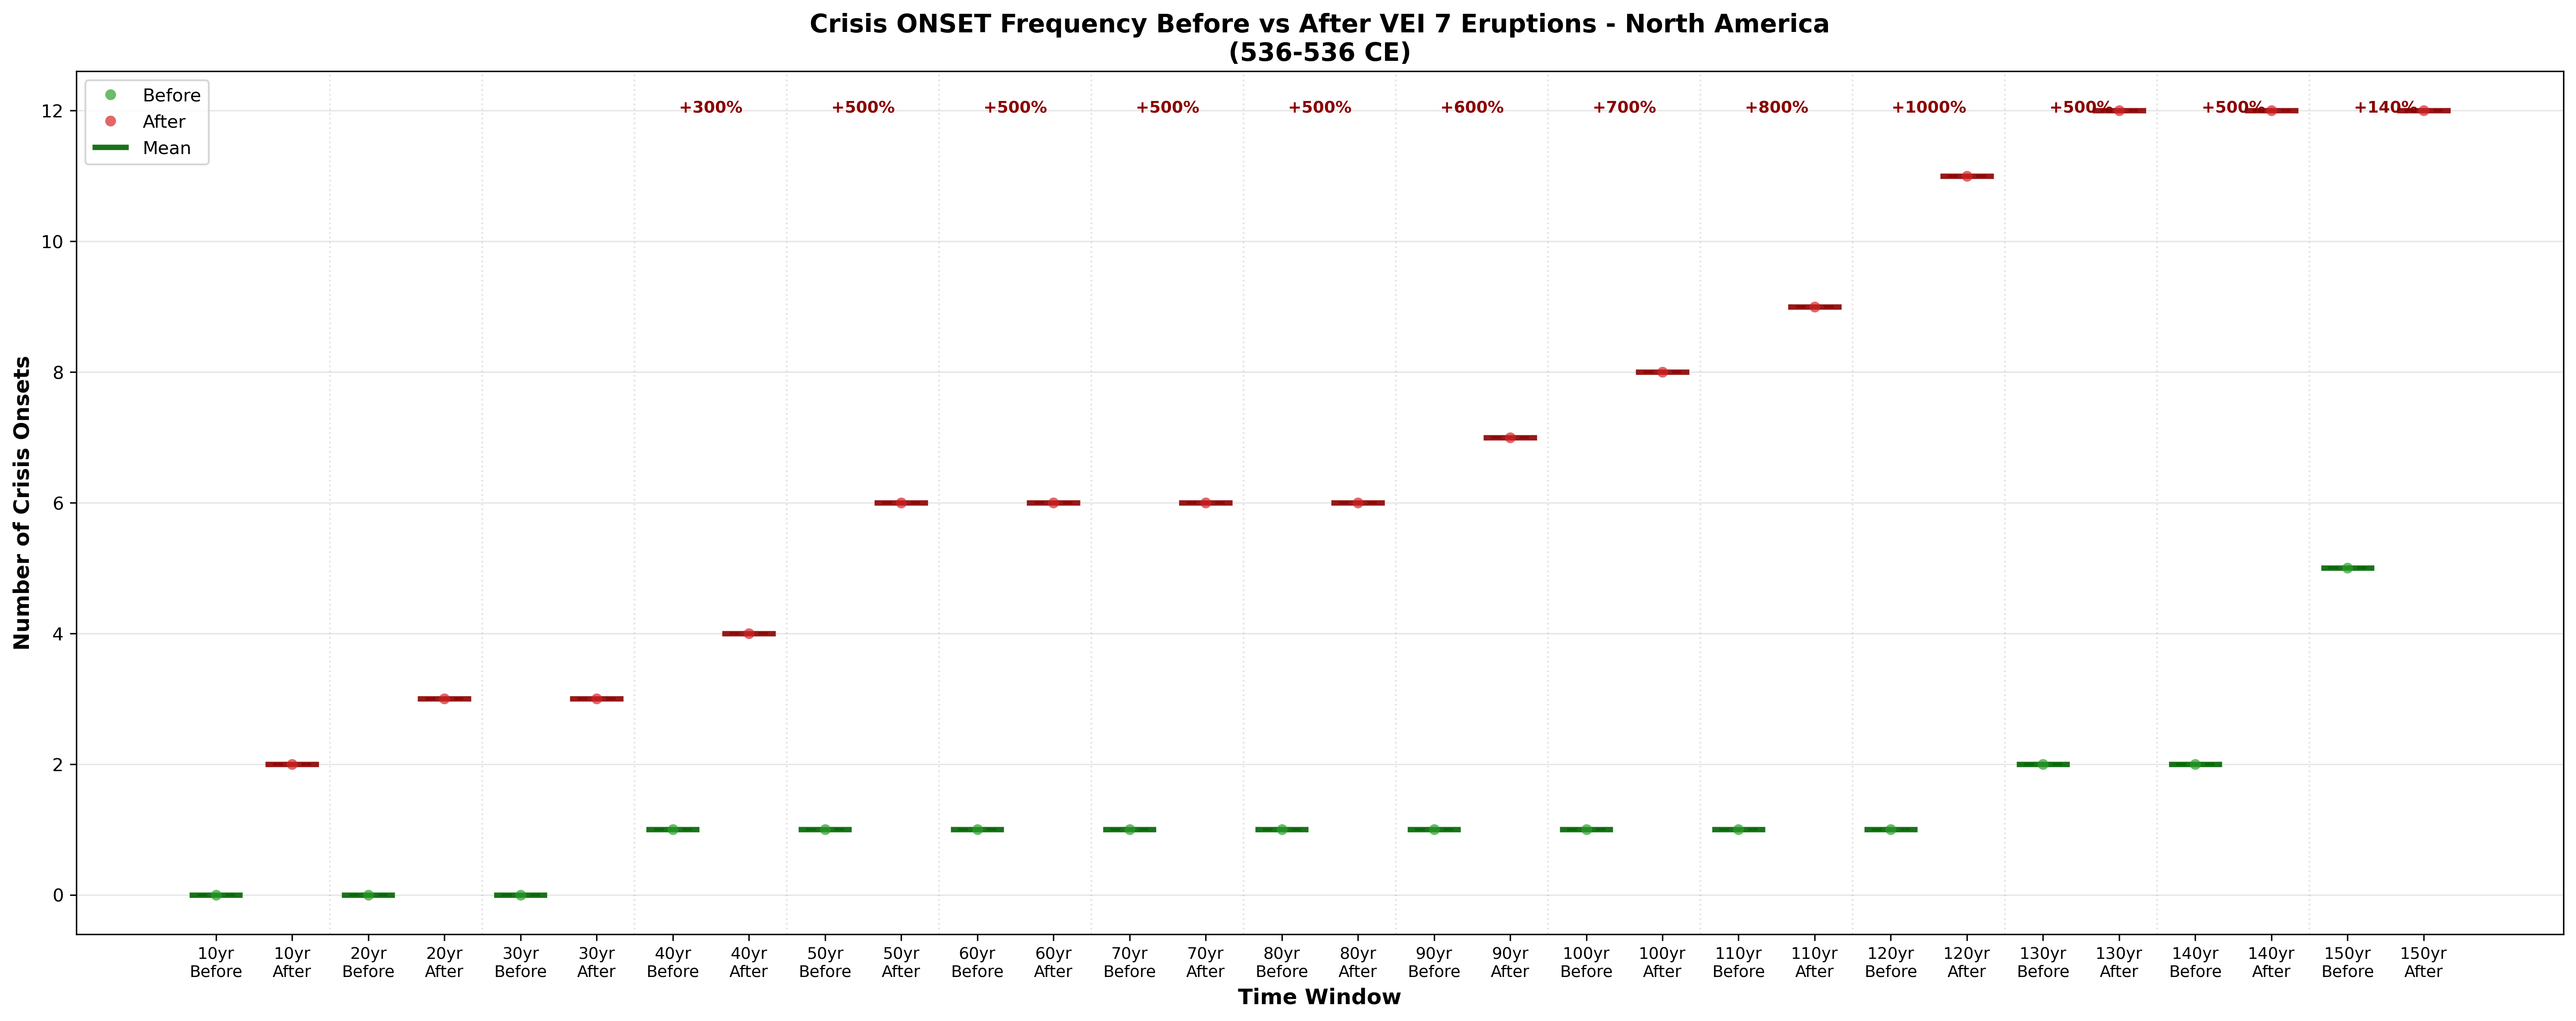 Crisis ONSET Frequency Before vs After VEI 7 Eruptions - North America
(536-536 CE)
Before
After
Mean
+300%
+500%
+500%
+500%
+500%
+600%
+700%
+800%
+1000%
+500%
+500%
+140%
Number of Crisis Onsets
12
10
8
6
4
2
0
10yr
Before
10yr
After
20yr
Before
20yr
After
30yr
Before
30yr
After
40yr
Before
40yr
After
50yr
Before
50yr
After
60yr
Before
60yr
After
70yr
Before
70yr
After
80yr
Before
80yr
After
90yr
Before
90yr
After
100yr
Before
100yr
After
110yr
Before
110yr
After
120yr
Before
120yr
After
130yr
Before
130yr
After
140yr
Before
140yr
After
150yr
Before
150yr
After
Time Window